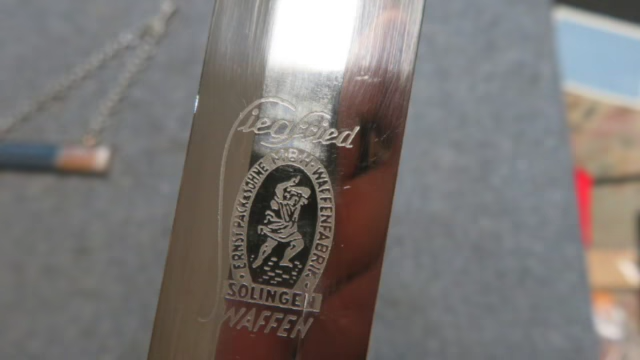 Siegfried
ERNST PACK & SÖHNE M.B.H. WAFFENFABRIK
SOLINGEN
WAFFEN